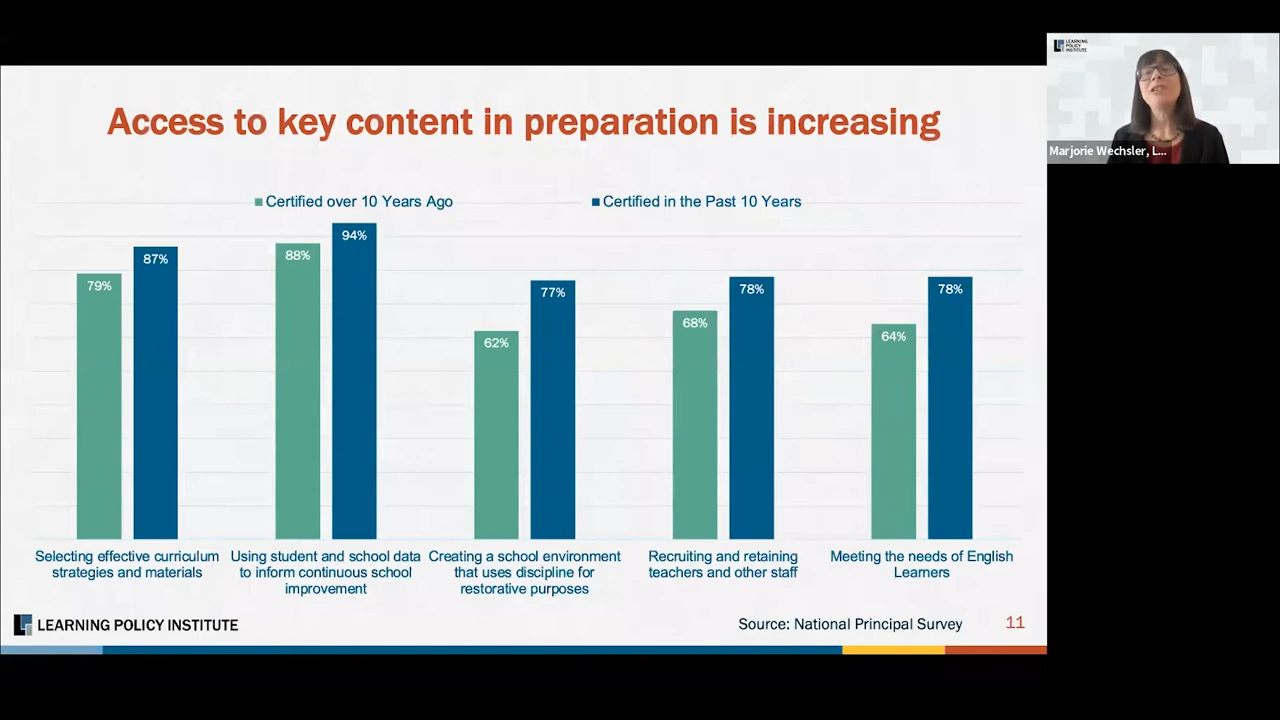 Access to key content in preparation is increasing
Certified over 10 Years Ago
Certified in the Past 10 Years
79%
87%
88%
94%
62%
77%
68%
78%
64%
78%
Selecting effective curriculum
strategies and materials
Using student and school data
to inform continuous school
improvement
Creating a school environment
that uses discipline for
restorative purposes
Recruiting and retaining
teachers and other staff
Meeting the needs of English
Learners
LEARNING POLICY INSTITUTE
Source: National Principal Survey
11
LEARNING
POLICY
INSTITUTE
Marjorie Wechsler, L...